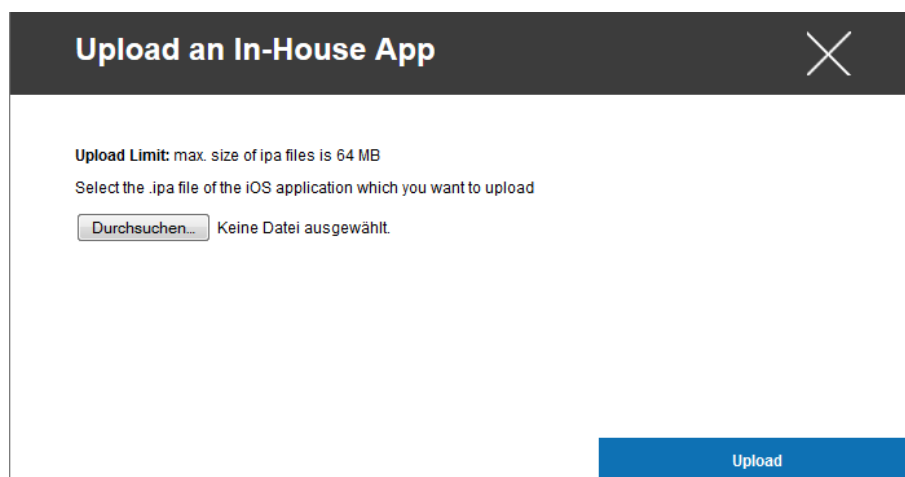 Upload an In-House App
Upload Limit: max. size of ipa files is 64 MB
Select the .ipa file of the iOS application which you want to upload
Durchsuchen... Keine Datei ausgewählt.
Upload